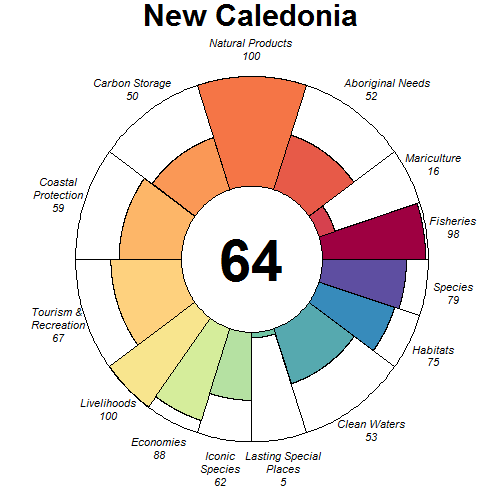 New Caledonia
Natural Products
100
Carbon Storage
50
Aboriginal Needs
52
Mariculture
16
Coastal
Protection
59
Fisheries
98
64
Species
79
Tourism &
Recreation
67
Habitats
75
Livelihoods
100
Clean Waters
53
Economies
88
Iconic
Species
62
Lasting Special
Places
5